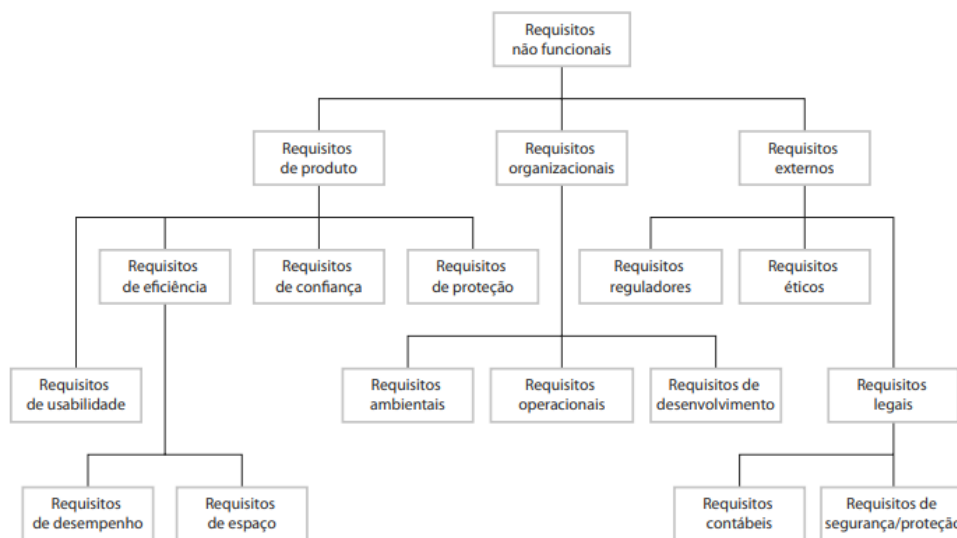 Requisitos
não funcionais
Requisitos
de produto
Requisitos
organizacionais
Requisitos
externos
Requisitos
de eficiência
Requisitos
de confiança
Requisitos
de proteção
Requisitos
reguladores
Requisitos
éticos
Requisitos
de usabilidade
Requisitos
ambientais
Requisitos
operacionais
Requisitos de
desenvolvimento
Requisitos
legais
Requisitos
de desempenho
Requisitos
de espaço
Requisitos
contábeis
Requisitos de
segurança/proteção